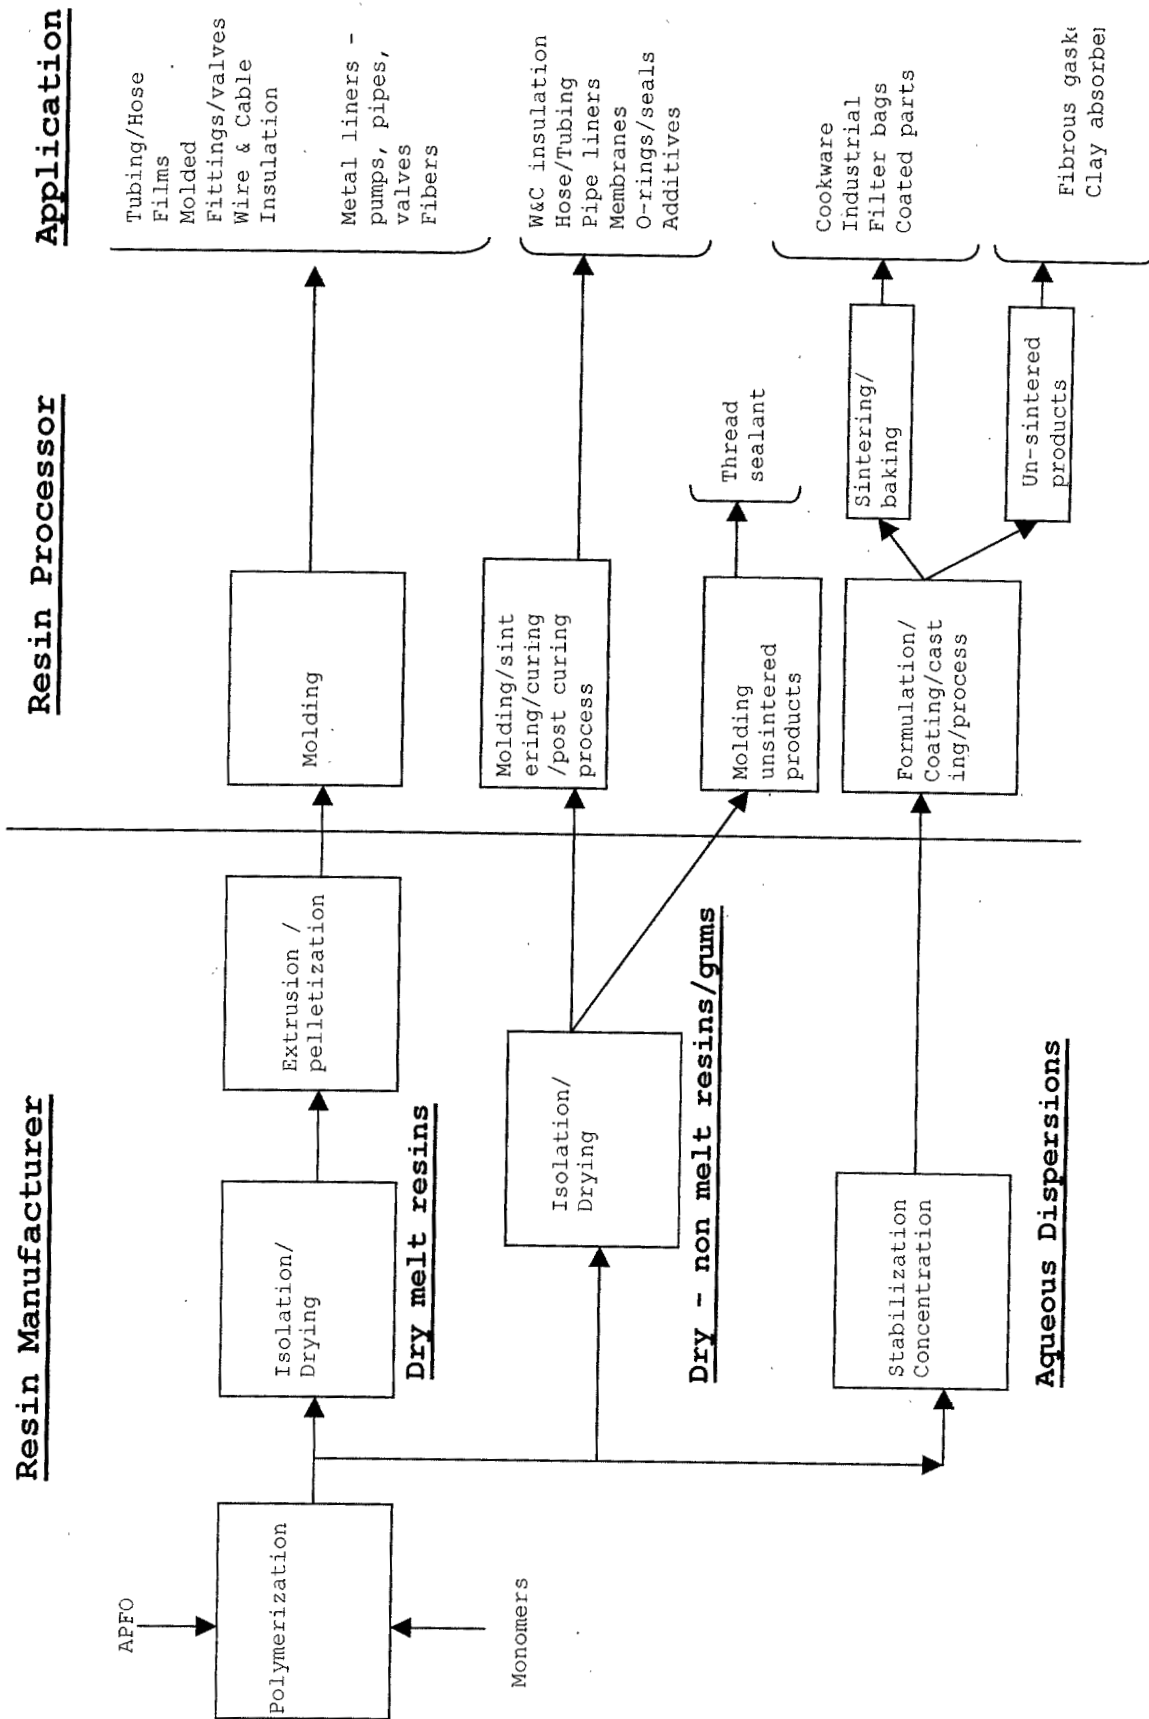 Resin Manufacturer
Resin Processor
Application
APFO
Polymerization
Monomers
Isolation/
Drying
Extrusion /
pelletization
Dry melt resins
Molding
Tubing/Hose
Films
Molded
Fittings/valves
Wire & Cable
Insulation
Metal liners -
pumps, pipes,
valves
Fibers
Isolation/
Drying
Dry - non melt resins/gums
Molding/sint
ering/curing
/post curing
process
W&C insulation
Hose/Tubing
Pipe liners
Membranes
O-rings/seals
Additives
Molding
unsintered
products
Thread
sealant
Stabilization
Concentration
Aqueous Dispersions
Formulation/
Coating/cast
ing/process
Sintering/
baking
Cookware
Industrial
Filter bags
Coated parts
Un-sintered
products
Fibrous
Clay